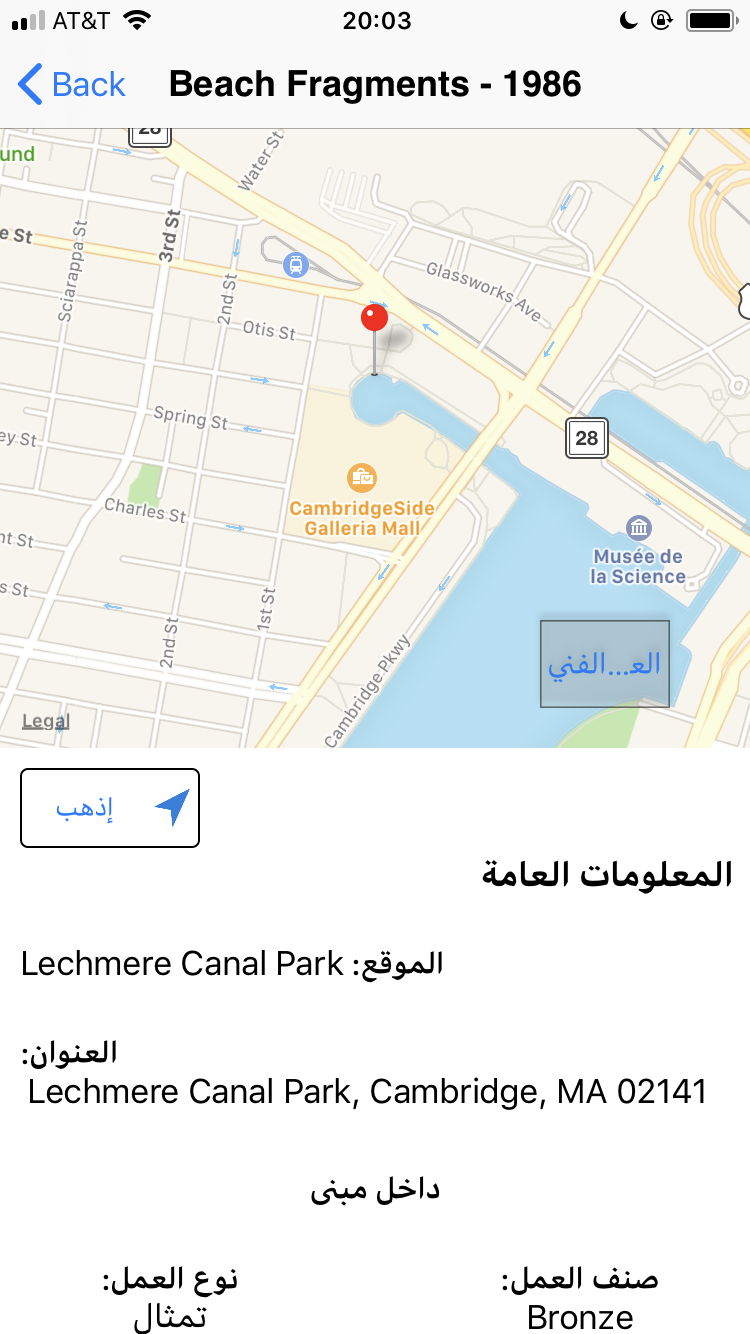 AT&T 20:03
Back Beach Fragments - 1986
28
und
Water St
e St
Sciarappa St
3rd St
2nd St
Glassworks Ave
Otis St
Spring St
ey St
28
CambridgeSide
Galleria Mall
Charles St
nt St
Musée de
la Science
s St
1st St
2nd St
Cambridge Pkwy
العـ...الفني
Legal
إذهب
المعلومات العامة
الموقع: Lechmere Canal Park
العنوان:
Lechmere Canal Park, Cambridge, MA 02141
داخل مبنى
صنف العمل: نوع العمل:
Bronze تمثال